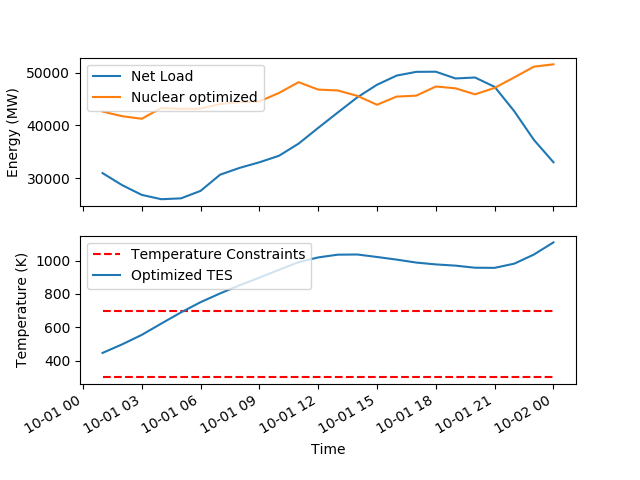 Net Load
Nuclear optimized
Energy (MW)
50000
40000
30000
Temperature Constraints
Optimized TES
Temperature (K)
1000
800
600
400
10-01 00
10-01 03
10-01 06
10-01 09
10-01 12
10-01 15
10-01 18
10-01 21
10-02 00
Time